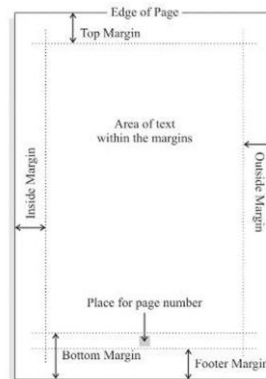 Edge of Page
Top Margin
Area of text
within the margins
Inside Margin
Outside Margin
Place for page number
Bottom Margin
Footer Margin